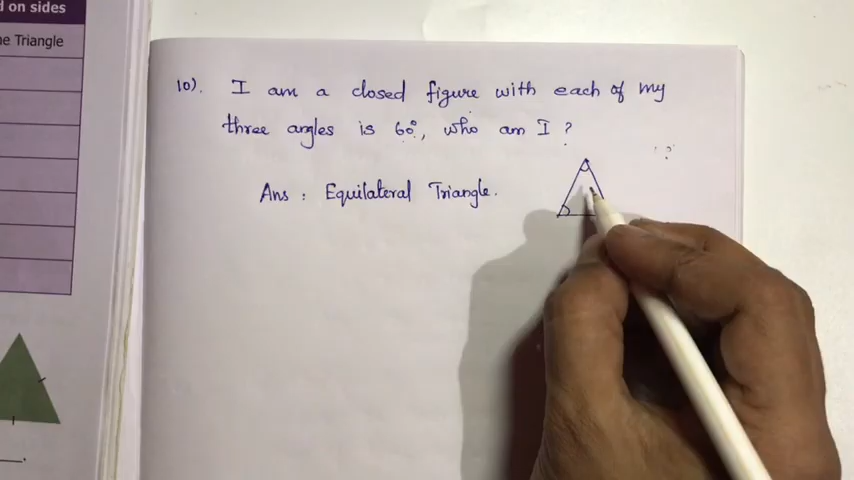 d on sides
e Triangle
10). I am a closed figure with each of my
three angles is 60°, who am I ?
Ans : Equilateral Triangle.